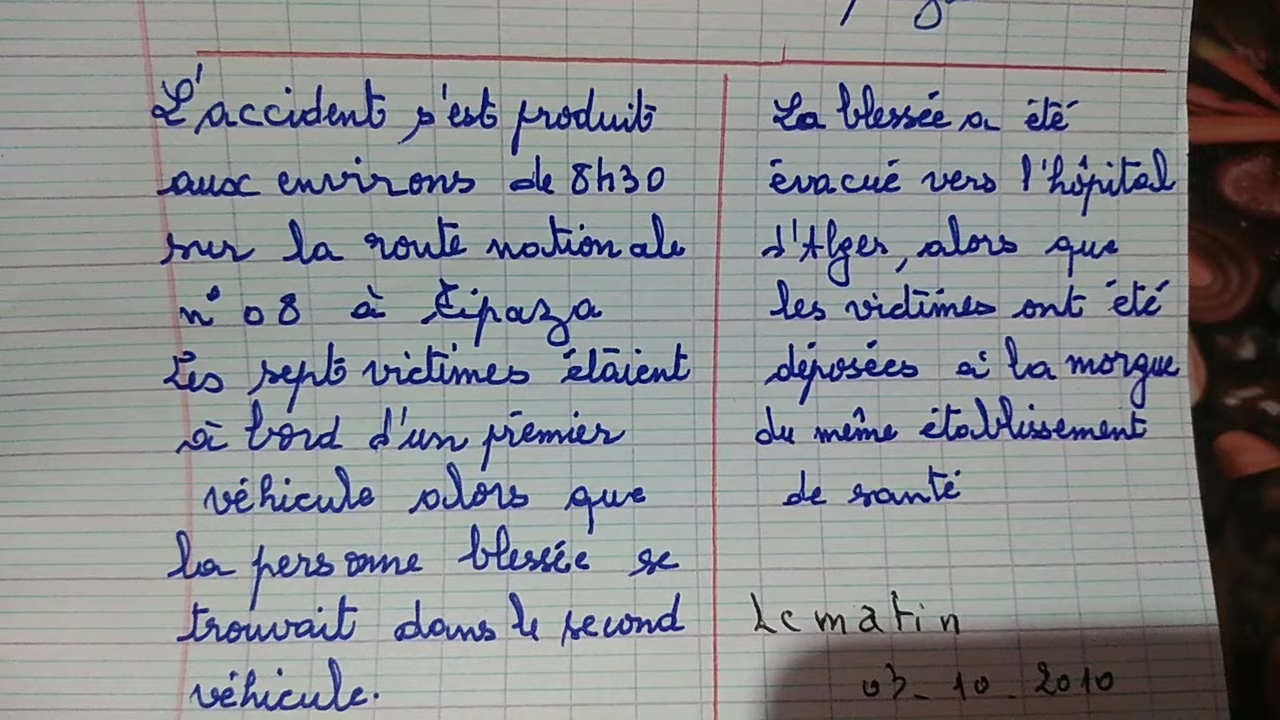 L'accident s'est produit
aux environs de 8h30
sur la route nationale
n° 08 à Tipaza
Les sept victimes étaient
à bord d'un premier
véhicule alors que
la personne blessée se
trouvait dans le second
véhicule.
La blessée a été
évacué vers l'hôpital
d'Alger, alors que
les victimes ont été
déposées à la morgue
du même établissement
de santé
Le matin
03-10-2010